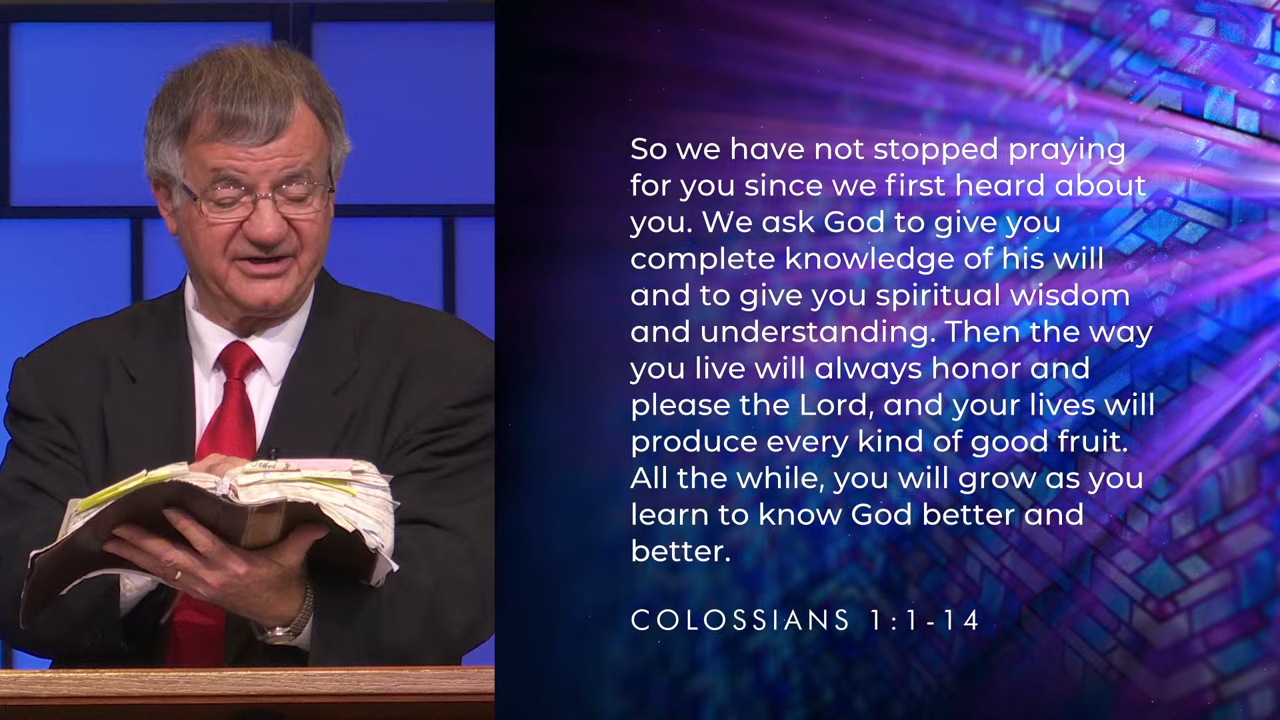 So we have not stopped praying
for you since we first heard about
you. We ask God to give you
complete knowledge of his will
and to give you spiritual wisdom
and understanding. Then the way
you live will always honor and
please the Lord, and your lives will
produce every kind of good fruit.
All the while, you will grow as you
learn to know God better and
better.
COLOSSIANS 1:1-14